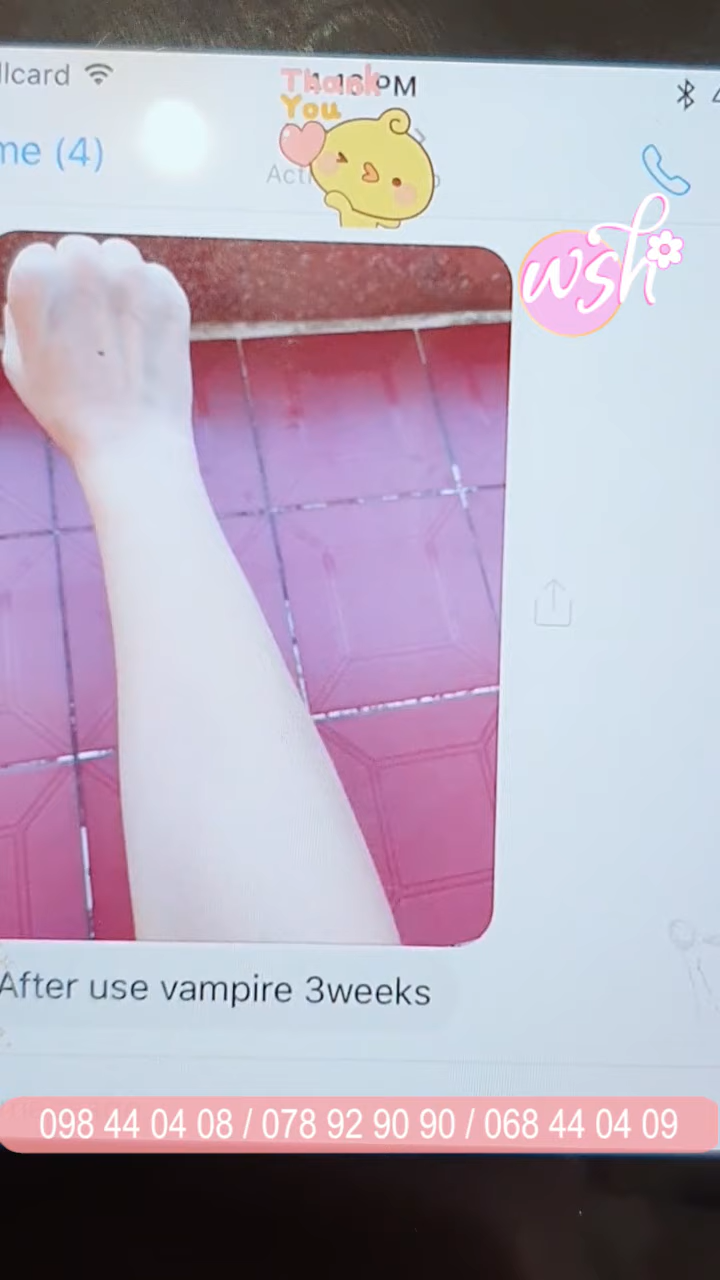 llcard
Thank
You
PM
me (4)
Acti
wsh
After use vampire 3weeks
098 44 04 08 / 078 92 90 90 / 068 44 04 09